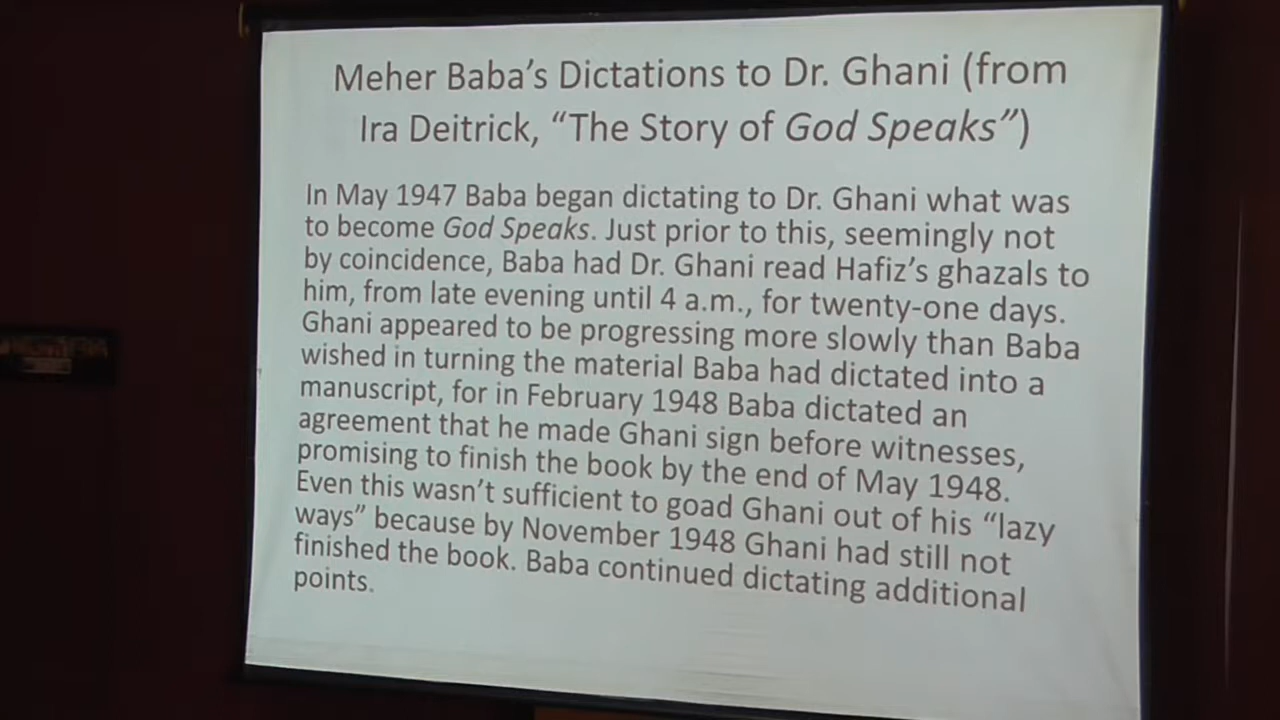 Meher Baba’s Dictations to Dr. Ghani (from
Ira Deitrick, “The Story of God Speaks”)
In May 1947 Baba began dictating to Dr. Ghani what was
to become God Speaks. Just prior to this, seemingly not
by coincidence, Baba had Dr. Ghani read Hafiz’s ghazals to
him, from late evening until 4 a.m., for twenty-one days.
Ghani appeared to be progressing more slowly than Baba
wished in turning the material Baba had dictated into a
manuscript, for in February 1948 Baba dictated an
agreement that he made Ghani sign before witnesses,
promising to finish the book by the end of May 1948.
Even this wasn’t sufficient to goad Ghani out of his “lazy
ways” because by November 1948 Ghani had still not
finished the book. Baba continued dictating additional
points.